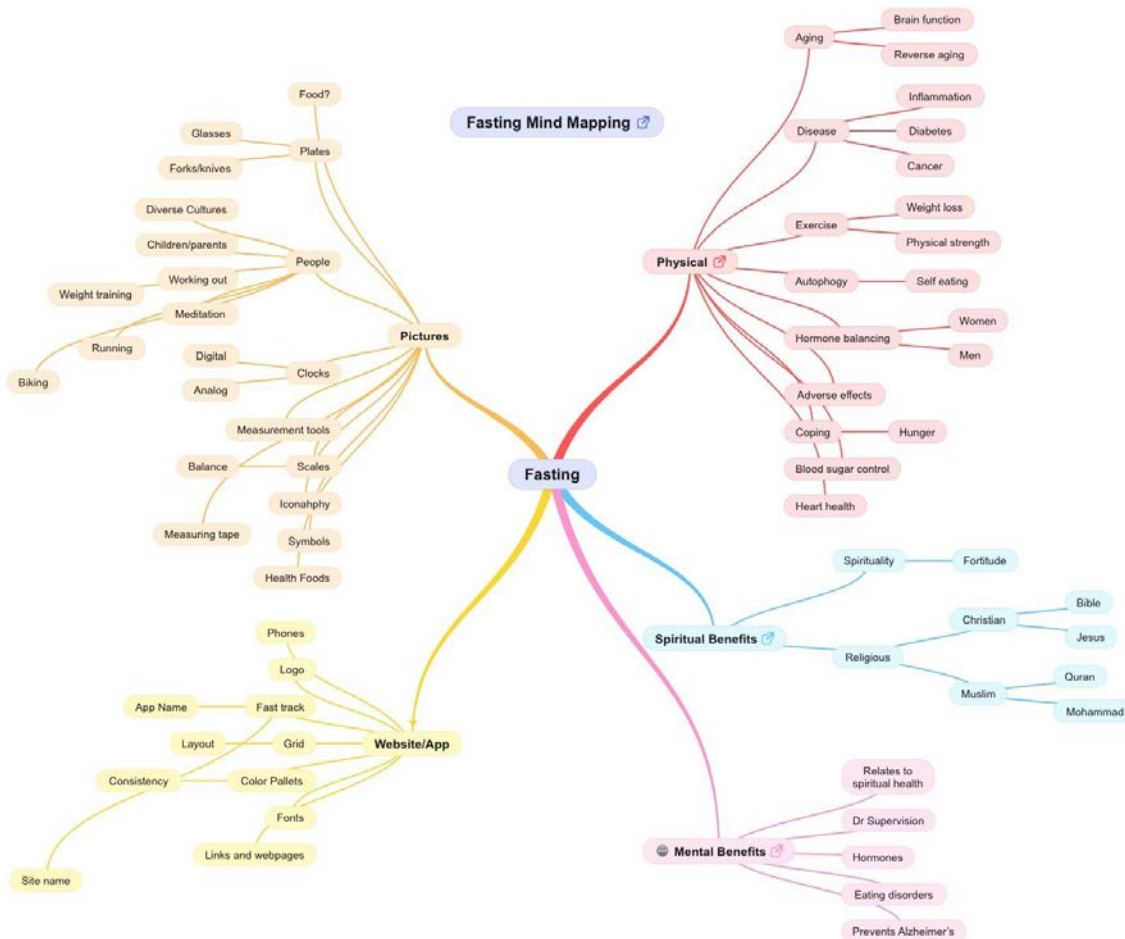 Fasting Mind Mapping
Fasting
Pictures
Food?
Plates
Glasses
Forks/knives
People
Diverse Cultures
Children/parents
Working out
Weight training
Meditation
Running
Biking
Clocks
Digital
Analog
Measurement tools
Measuring tape
Scales
Balance
Iconahphy
Symbols
Health Foods
Physical
Aging
Brain function
Reverse aging
Disease
Inflammation
Diabetes
Cancer
Exercise
Weight loss
Physical strength
Autophogy
Self eating
Hormone balancing
Women
Men
Adverse effects
Coping
Hunger
Blood sugar control
Heart health
Website/App
Phones
Logo
Fast track
App Name
Grid
Layout
Color Pallets
Consistency
Fonts
Links and webpages
Site name
Spiritual Benefits
Spirituality
Fortitude
Religious
Christian
Bible
Jesus
Muslim
Quran
Mohammad
Mental Benefits
Relates to
spiritual health
Dr Supervision
Hormones
Eating disorders
Prevents Alzheimer's